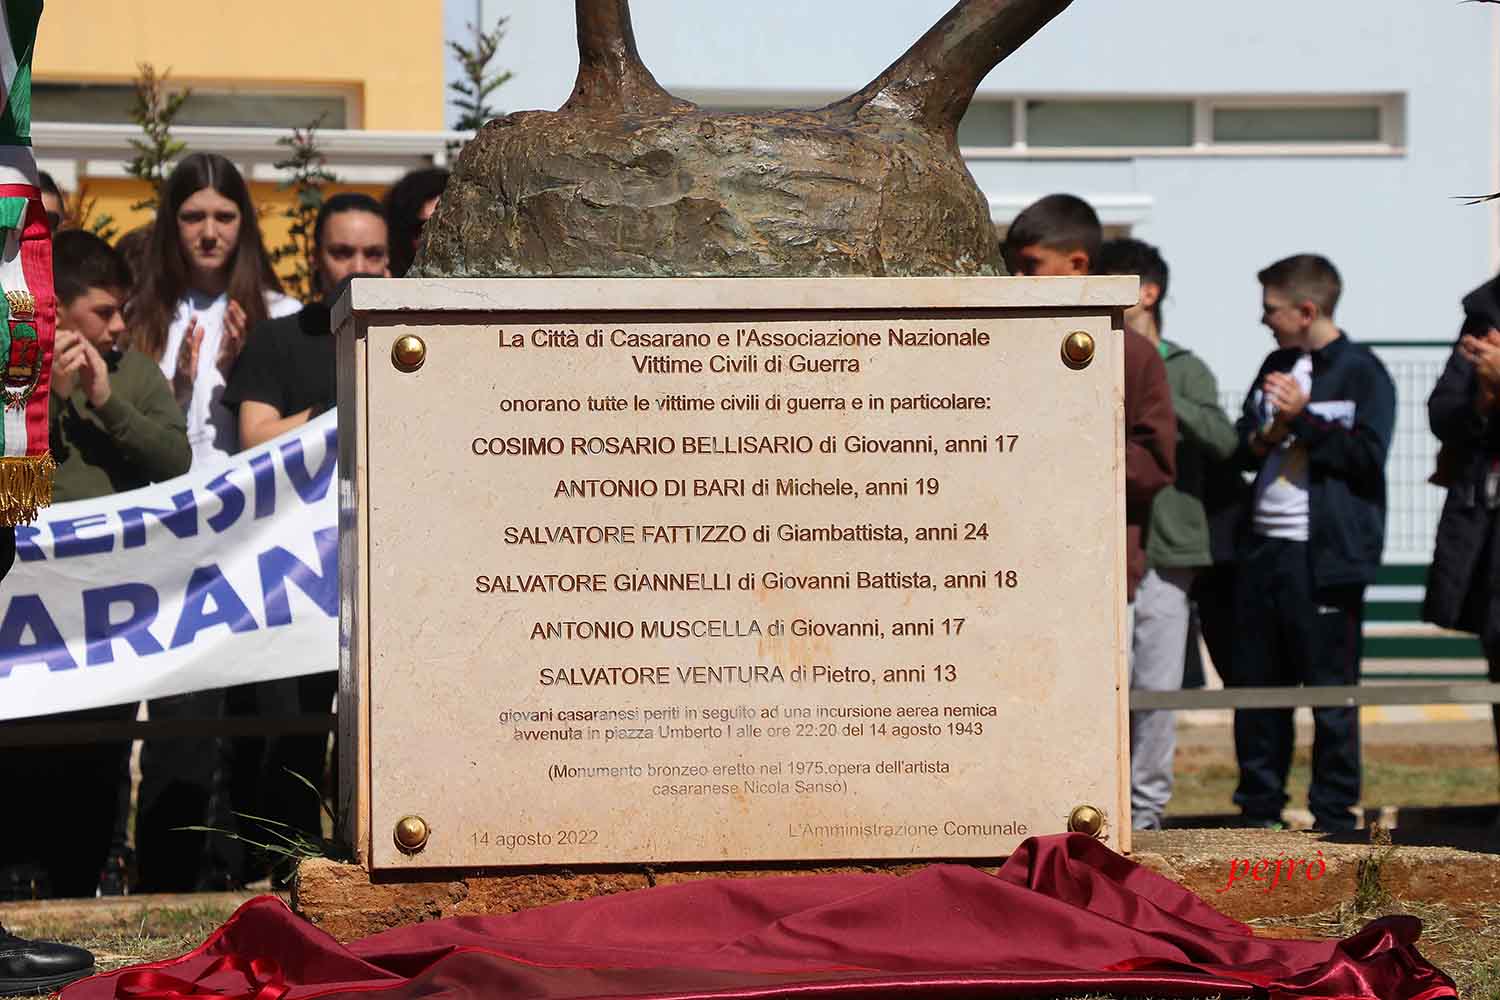 La Città di Casarano e l'Associazione Nazionale
Vittime Civili di Guerra
onorano tutte le vittime civili di guerra e in particolare:
COSIMO ROSARIO BELLISARIO di Giovanni, anni 17
ANTONIO DI BARI di Michele, anni 19
SALVATORE FATTIZZO di Giambattista, anni 24
SALVATORE GIANNELLI di Giovanni Battista, anni 18
ANTONIO MUSCELLA di Giovanni, anni 17
SALVATORE VENTURA di Pietro, anni 13
giovani casaranesi periti in seguito ad una incursione aerea nemica
avvenuta in piazza Umberto I alle ore 22:20 del 14 agosto 1943
(Monumento bronzeo eretto nel 1975.opera dell'artista
casaranese Nicola Sanso)
14 agosto 2022 L'Amministrazione Comunale
RENSIV
ARAN
pejrò